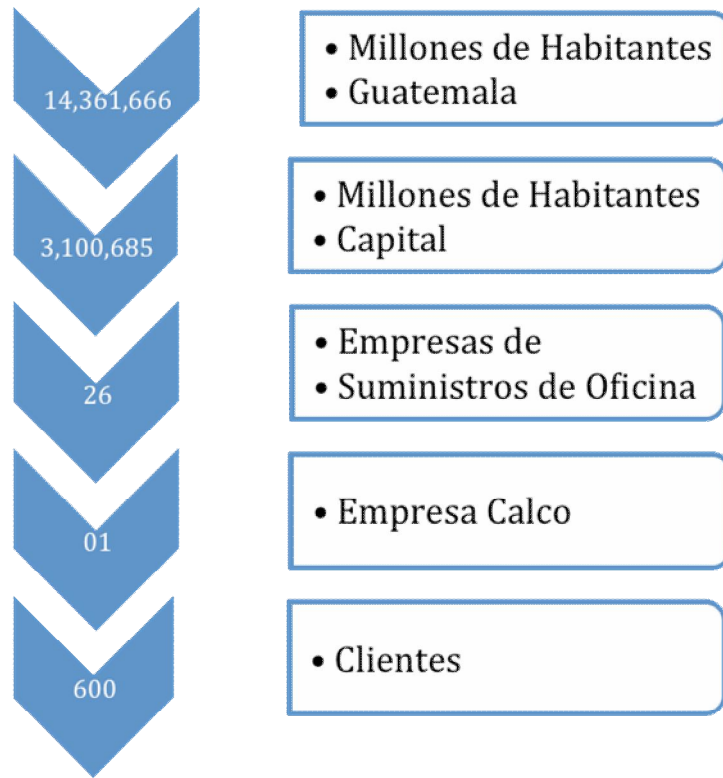 14,361,666
• Millones de Habitantes
• Guatemala
3,100,685
• Millones de Habitantes
• Capital
26
• Empresas de
• Suministros de Oficina
01
• Empresa Calco
600
• Clientes